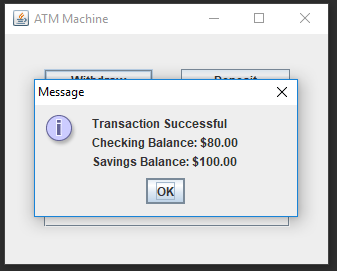 ATM Machine
Withdraw
Deposit
Message
Transaction Successful
Checking Balance: $80.00
Savings Balance: $100.00
OK